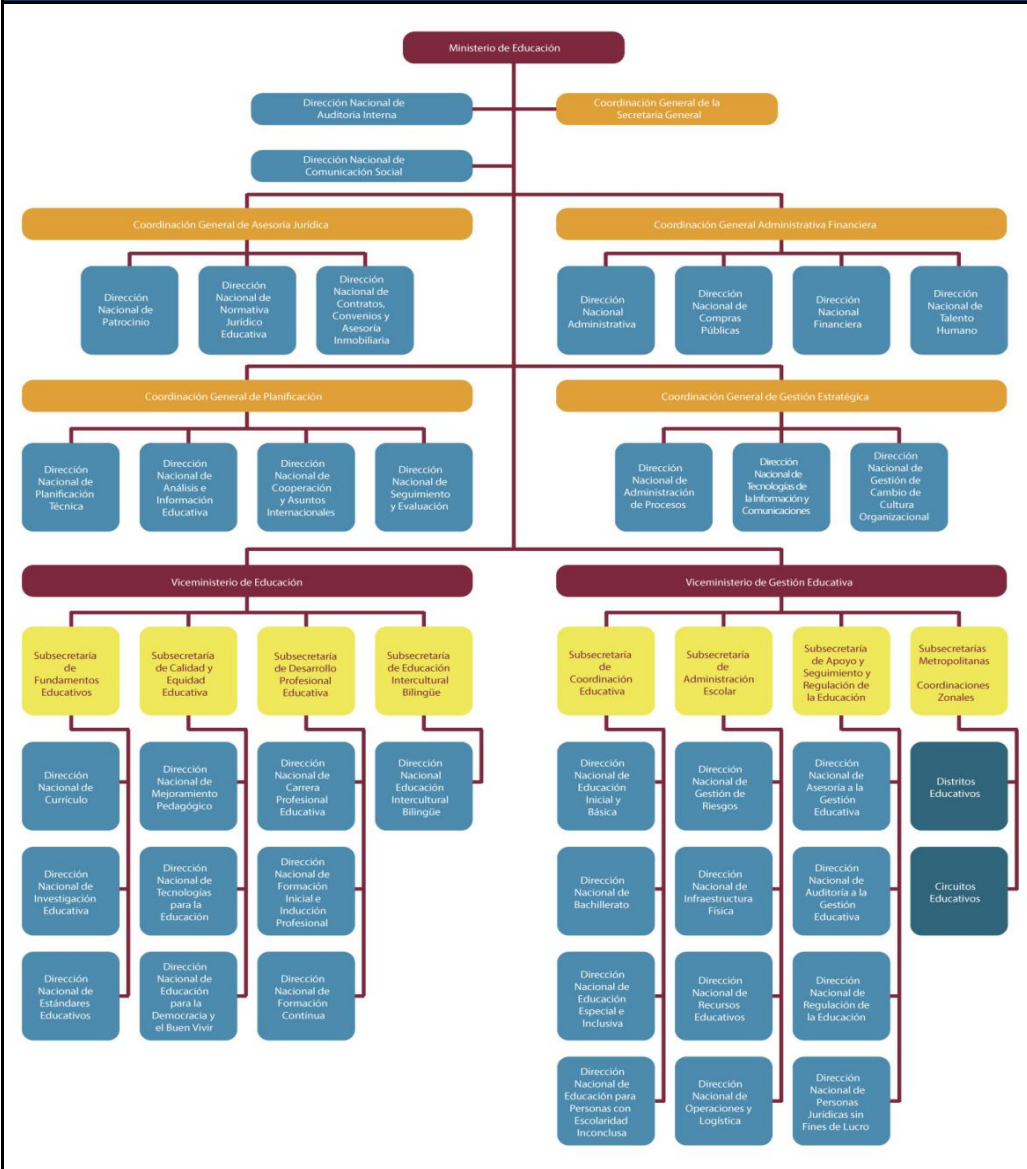 Ministerio de Educación
Dirección Nacional de
Auditoria Interna
Coordinación General de la
Secretaría General
Dirección Nacional de
Comunicación Social
Coordinación General de Asesoría Jurídica
Coordinación General Administrativa Financiera
Dirección
Nacional de
Patrocinio
Dirección
Nacional de
Normativa
Jurídico
Educativa
Dirección
Nacional de
Contratos,
Convenios y
Asesoría
Inmobiliaria
Dirección
Nacional
Administrativa
Dirección
Nacional de
Compras
Públicas
Dirección
Nacional
Financiera
Dirección
Nacional de
Talento
Humano
Coordinación General de Planificación
Coordinación General de Gestión Estratégica
Dirección
Nacional de
Planificación
Técnica
Dirección
Nacional de
Análisis e
Información
Educativa
Dirección
Nacional de
Cooperación
y Asuntos
Internacionales
Dirección
Nacional de
Seguimiento
y Evaluación
Dirección
Nacional de
Administración
de Procesos
Dirección
Nacional de
Tecnologías de
la Información y
Comunicaciones
Dirección
Nacional de
Gestión de
Cambio de
Cultura
Organizacional
Viceministerio de Educación
Viceministerio de Gestión Educativa
Subsecretaría
de
Fundamentos
Educativos
Subsecretaría
de Calidad y
Equidad
Educativa
Subsecretaría
de Desarrollo
Profesional
Educativa
Subsecretaría
de Educación
Intercultural
Bilingüe
Subsecretaría
de
Coordinación
Educativa
Subsecretaría
de
Administración
Escolar
Subsecretaría
de Apoyo y
Seguimiento y
Regulación de
la Educación
Subsecretarías
Metropolitanas
Coordinaciones
Zonales
Dirección
Nacional de
Currículo
Dirección
Nacional de
Mejoramiento
Pedagógico
Dirección
Nacional de
Carrera
Profesional
Educativa
Dirección
Nacional
Educación
Intercultural
Bilingüe
Dirección
Nacional de
Educación
Inicial y
Básica
Dirección
Nacional de
Gestión de
Riesgos
Dirección
Nacional de
Asesoría a la
Gestión
Educativa
Distritos
Educativos
Dirección
Nacional de
Investigación
Educativa
Dirección
Nacional de
Tecnologías
para la
Educación
Dirección
Nacional de
Formación
Inicial e
Inducción
Profesional
Dirección
Nacional de
Bachillerato
Dirección
Nacional de
Infraestructura
Física
Dirección
Nacional de
Auditoría a la
Gestión
Educativa
Circuitos
Educativos
Dirección
Nacional de
Estándares
Educativos
Dirección
Nacional de
Educación
para la
Democracia y
el Buen Vivir
Dirección
Nacional de
Formación
Contínua
Dirección
Nacional de
Educación
Especial e
Inclusiva
Dirección
Nacional de
Recursos
Educativos
Dirección
Nacional de
Regulación de
la Educación
Dirección
Nacional de
Educación para
Personas con
Escolaridad
Inconclusa
Dirección
Nacional de
Operaciones y
Logística
Dirección
Nacional de
Personas
Jurídicas sin
Fines de Lucro